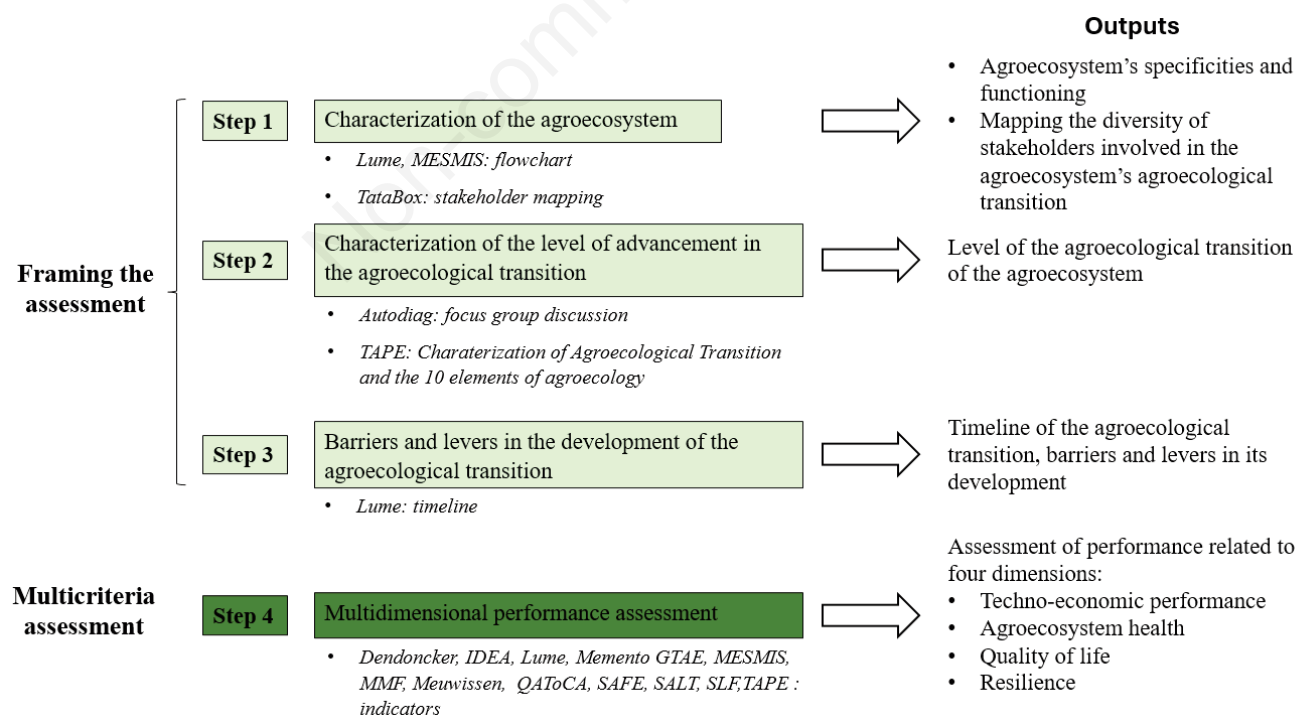 Outputs
Step 1
Characterization of the agroecosystem
• Lume, MESMIS: flowchart
• TataBox: stakeholder mapping
• Agroecosystem's specificities and
functioning
• Mapping the diversity of
stakeholders involved in the
agroecosystem's agroecological
transition
Framing the
assessment
Step 2
Characterization of the level of advancement in
the agroecological transition
• Autodiag: focus group discussion
• TAPE: Charaterization of Agroecological Transition
and the 10 elements of agroecology
Level of the agroecological transition
of the agroecosystem
Step 3
Barriers and levers in the development of the
agroecological transition
• Lume: timeline
Timeline of the agroecological
transition, barriers and levers in its
development
Multicriteria
assessment
Step 4
Multidimensional performance assessment
• Dendoncker, IDEA, Lume, Memento GTAE, MESMIS,
MMF, Meuwissen, QAToCA, SAFE, SALT, SLF,TAPE :
indicators
Assessment of performance related to
four dimensions:
• Techno-economic performance
• Agroecosystem health
• Quality of life
• Resilience